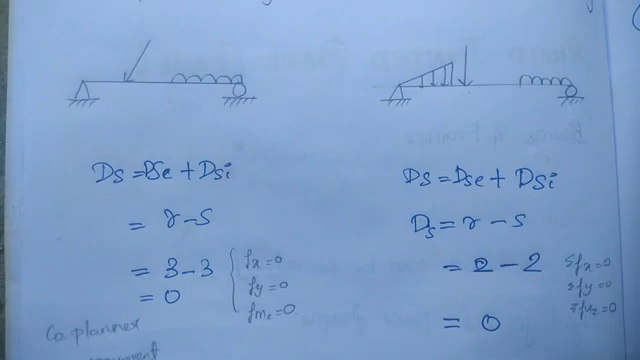 Ds = Dse + Dsi
= r - s
= 3 - 3
= 0
fx = 0
fy = 0
fmz = 0
Co. planner
Ds = Dse + Dsi
Ds = r - s
= 2 - 2
= 0
Σfx = 0
Σfy = 0
ΣMz = 0